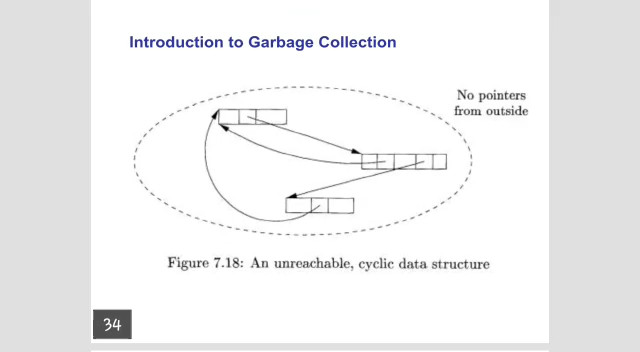 Introduction to Garbage Collection
No pointers
from outside
Figure 7.18: An unreachable, cyclic data structure
34